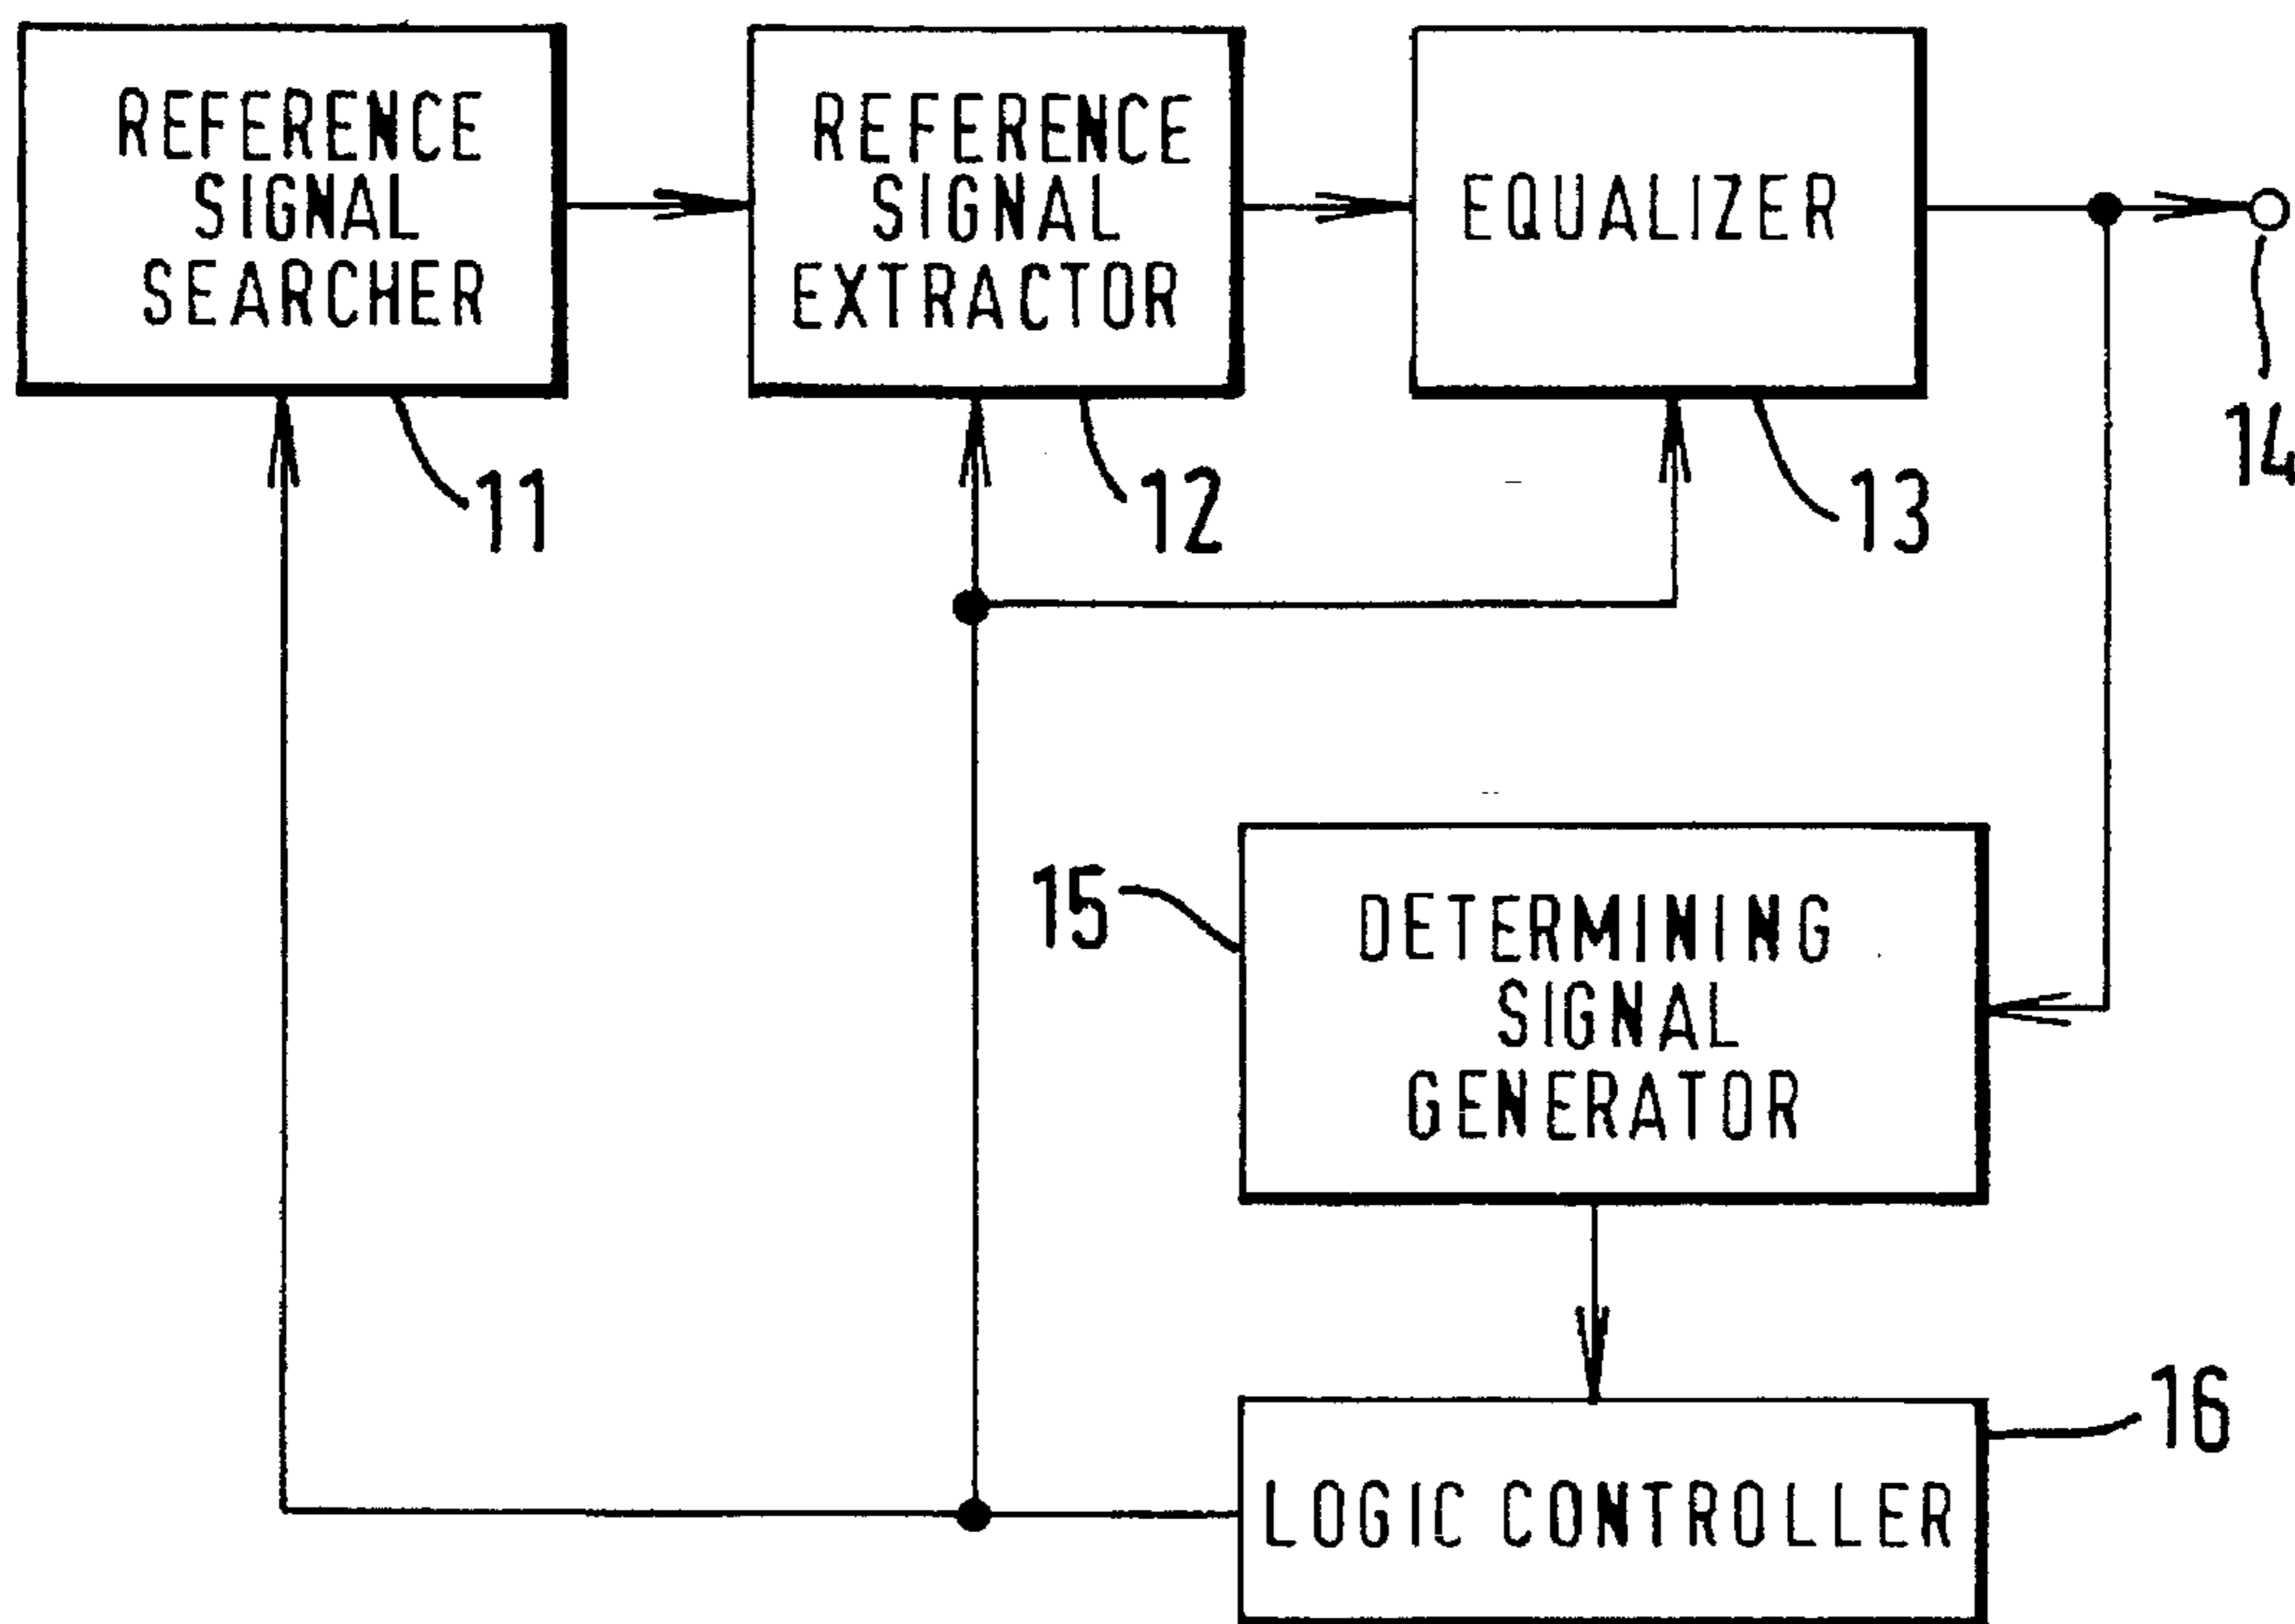 REFERENCE
SIGNAL
SEARCHER
REFERENCE
SIGNAL
EXTRACTOR
EQUALIZER
11
12
13
14
15
DETERMINING
SIGNAL
GENERATOR
16
LOGIC CONTROLLER